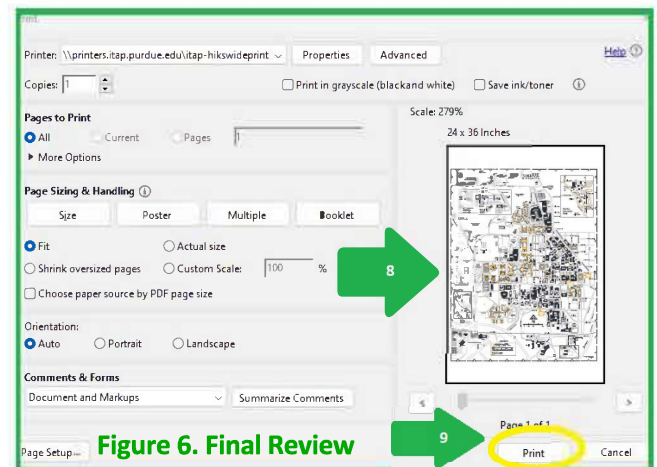 Print
Printer: \\printers.itap.purdue.edu\itap-hikswideprint Properties Advanced Help
Copies: 1 Print in grayscale (blackand white) Save ink/toner
Pages to Print
All Current Pages 1
More Options
Scale: 279%
24 x 36 Inches
Page Sizing & Handling
Size Poster Multiple Booklet
Fit Actual size
Shrink oversized pages Custom Scale: 100 %
Choose paper source by PDF page size
8
Orientation:
Auto Portrait Landscape
Comments & Forms
Document and Markups Summarize Comments
< >
Page 1 of 1
Page Setup... Figure 6. Final Review 9 Print Cancel